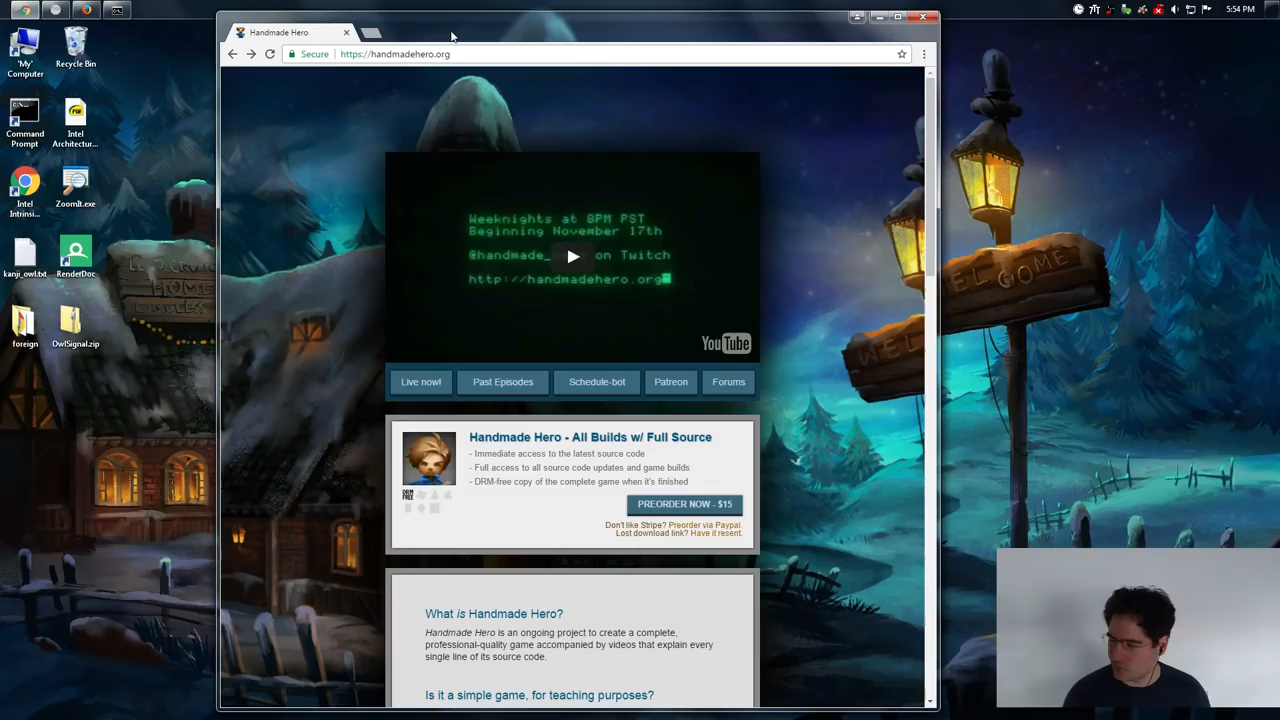 Handmade Hero
5:54 PM
Secure
https://handmadehero.org
'My' Computer
Recycle Bin
Command Prompt
Intel Architectur...
Intel Intrinsi...
ZoomIt.exe
kanji_owl.txt
RenderDoc
foreign
OwlSignal.zip
Weeknights at 8PM PST
Beginning November 17th
@handmade_ on Twitch
http://handmadehero.org
YouTube
Live now!
Past Episodes
Schedule-bot
Patreon
Forums
Handmade Hero - All Builds w/ Full Source
- Immediate access to the latest source code
- Full access to all source code updates and game builds
- DRM-free copy of the complete game when it's finished
DRM
FREE
PREORDER NOW - $15
Don't like Stripe? Preorder via Paypal.
Lost download link? Have it resent.
What is Handmade Hero?
Handmade Hero is an ongoing project to create a complete,
professional-quality game accompanied by videos that explain every
single line of its source code.
Is it a simple game, for teaching purposes?
WELCOME
WEL